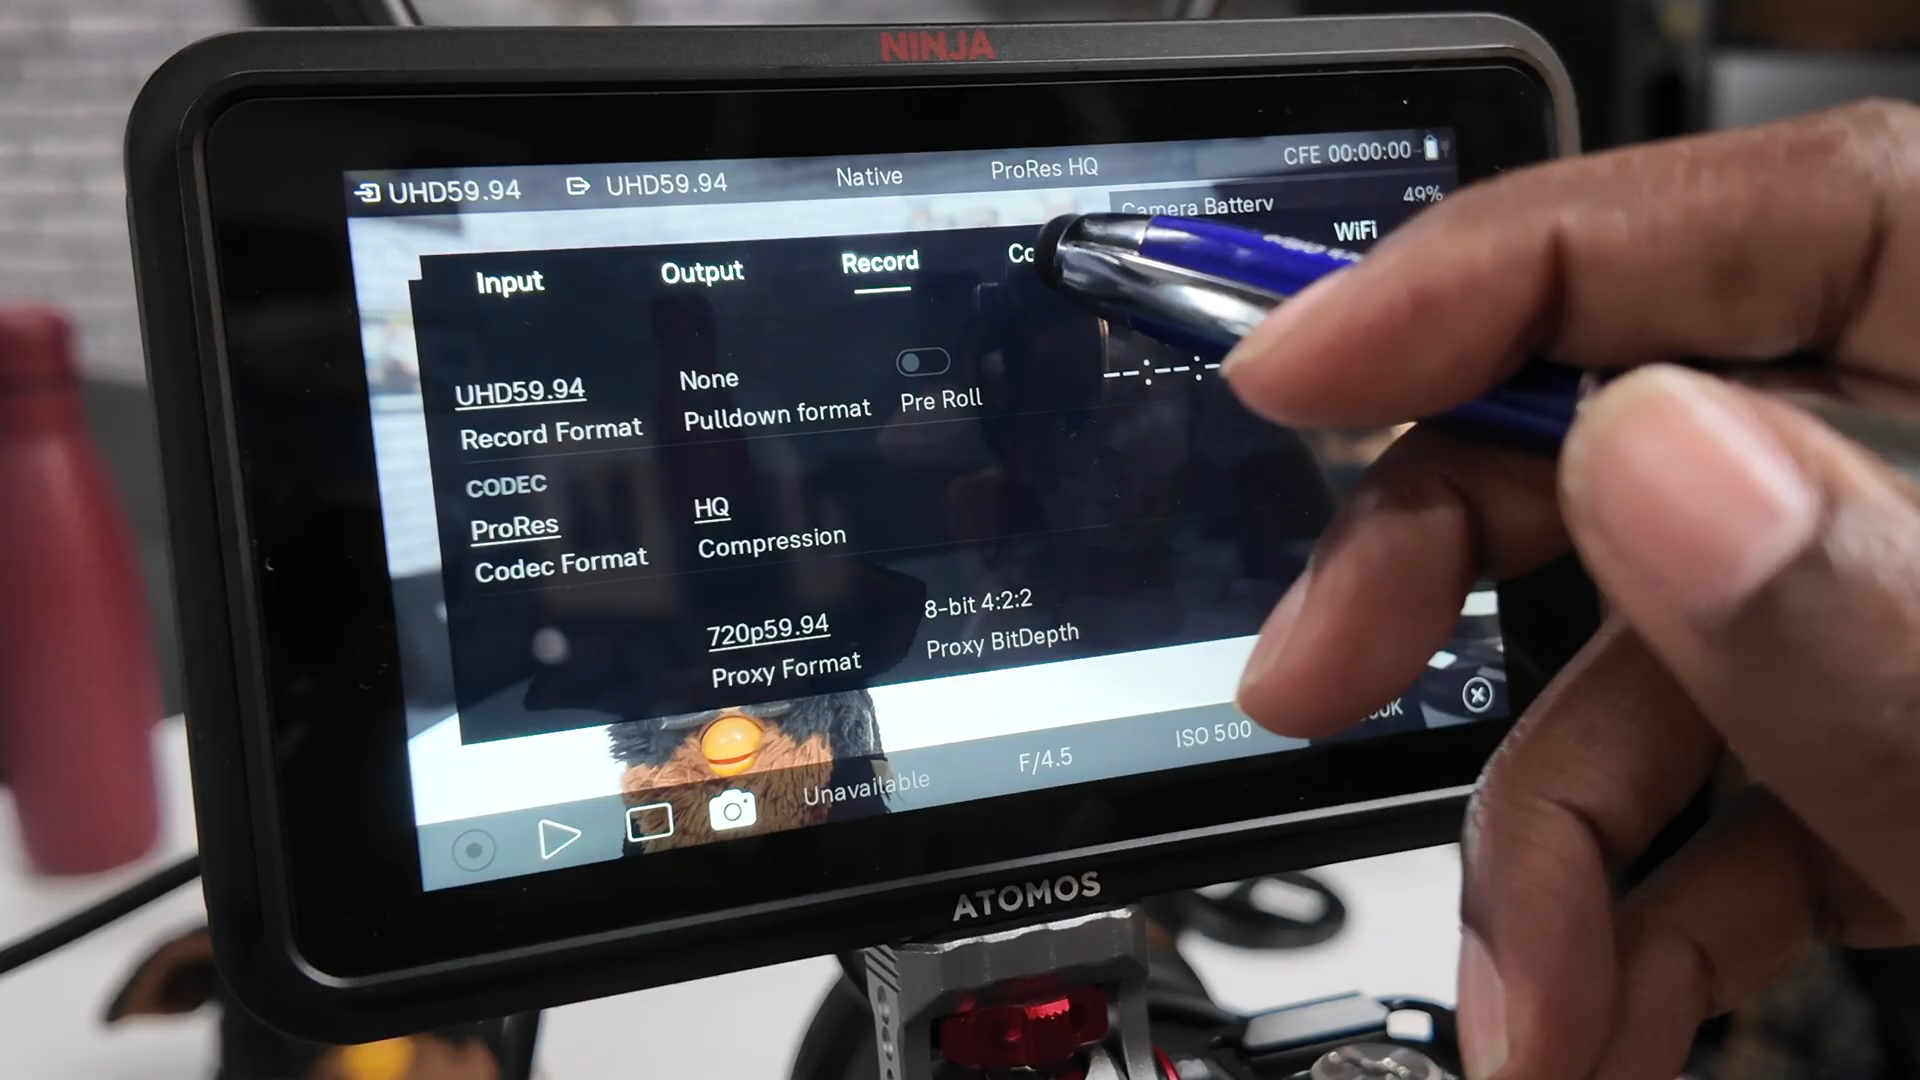 NINJA
UHD59.94 UHD59.94 Native ProRes HQ CFE 00:00:00
Camera Battery 49%
Input Output Record Co WiFi
UHD59.94 None --:--:-
Record Format Pulldown format Pre Roll
CODEC
ProRes HQ
Codec Format Compression
720p59.94 8-bit 4:2:2
Proxy Format Proxy BitDepth
Unavailable F/4.5 ISO 500
ATOMOS